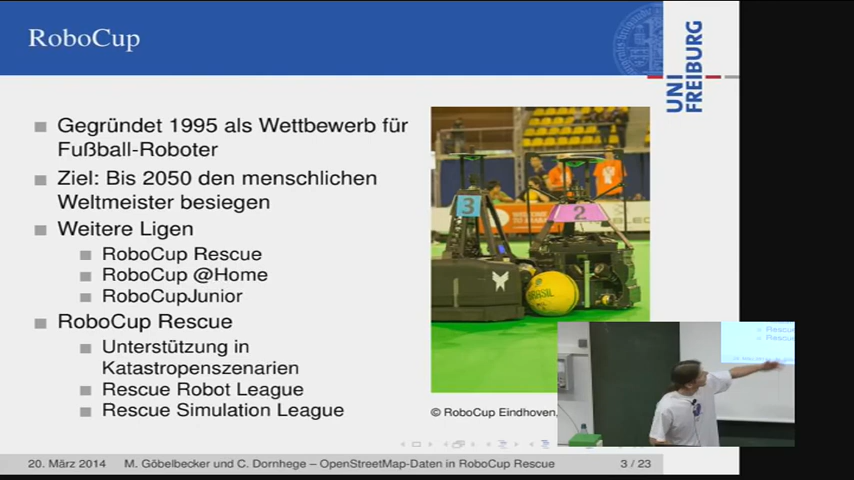 RoboCup
UNI
FREIBURG
Gegründet 1995 als Wettbewerb für
Fußball-Roboter
Ziel: Bis 2050 den menschlichen
Weltmeister besiegen
Weitere Ligen
RoboCup Rescue
RoboCup @Home
RoboCupJunior
RoboCup Rescue
Unterstützung in
Katastropenszenarien
Rescue Robot League
Rescue Simulation League
3
2
© RoboCup Eindhoven,
Rescue
Rescue
20. März 2014
M. Göbelbecker und C. Dornhege – OpenStreetMap-Daten in RoboCup Rescue
3 / 23